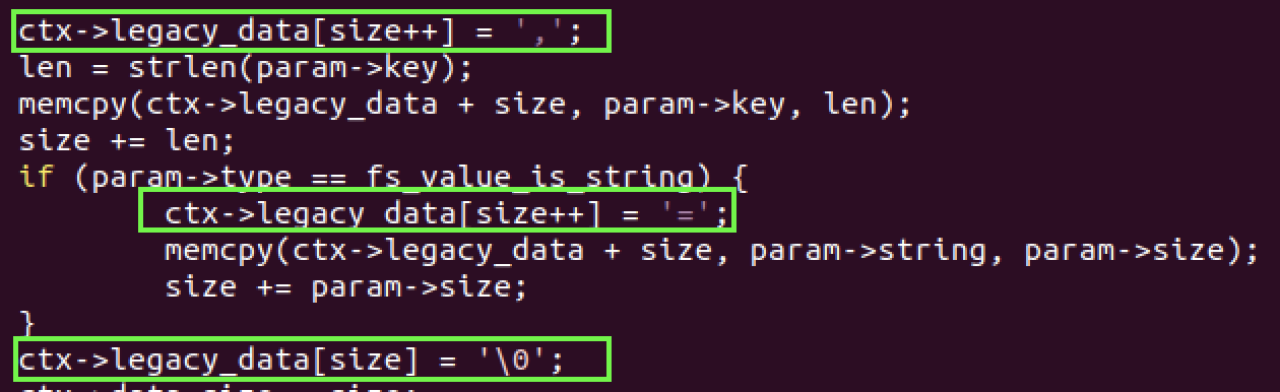 ctx->legacy_data[size++] = ',';
len = strlen(param->key);
memcpy(ctx->legacy_data + size, param->key, len);
size += len;
if (param->type == fs_value_is_string) {
        ctx->legacy_data[size++] = '=';
        memcpy(ctx->legacy_data + size, param->string, param->size);
        size += param->size;
}
ctx->legacy_data[size] = '\0';